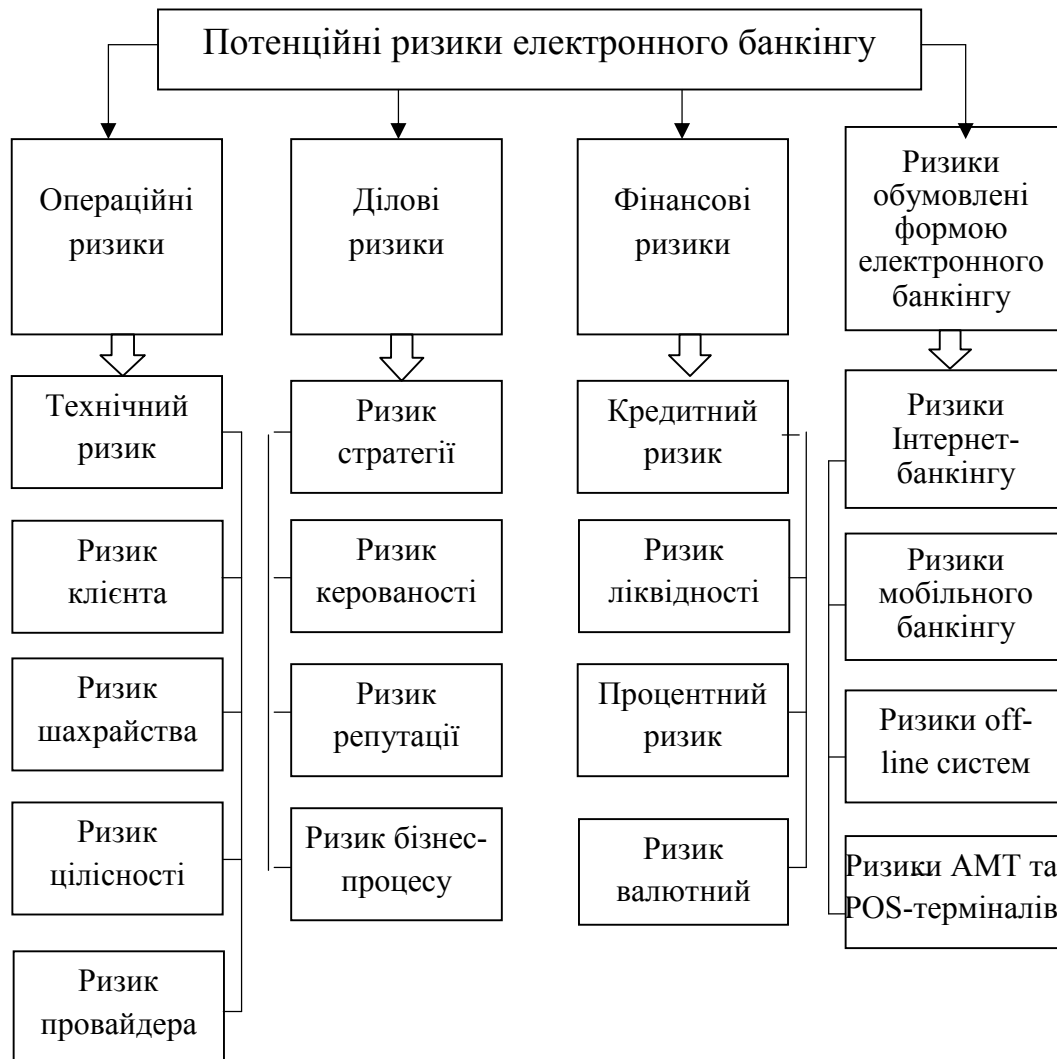 Потенційні ризики електронного банкінгу
Операційні
ризики
Ділові
ризики
Фінансові
ризики
Ризики
обумовлені
формою
електронного
банкінгу
Технічний
ризик
Ризик
клієнта
Ризик
шахрайства
Ризик
цілісності
Ризик
провайдера
Ризик
стратегії
Ризик
керованості
Ризик
репутації
Ризик бізнес-
процесу
Кредитний
ризик
Ризик
ліквідності
Процентний
ризик
Ризик
валютний
Ризики
Інтернет-
банкінгу
Ризики
мобільного
банкінгу
Ризики off-
line систем
Ризики АМТ та
POS-терміналів